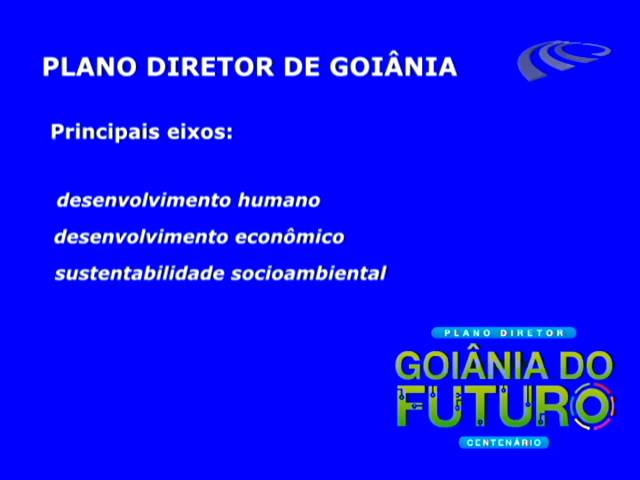 PLANO DIRETOR DE GOIÂNIA
Principais eixos:
desenvolvimento humano
desenvolvimento econômico
sustentabilidade socioambiental
PLANO DIRETOR
GOIÂNIA DO
FUTURO
CENTENÁRIO